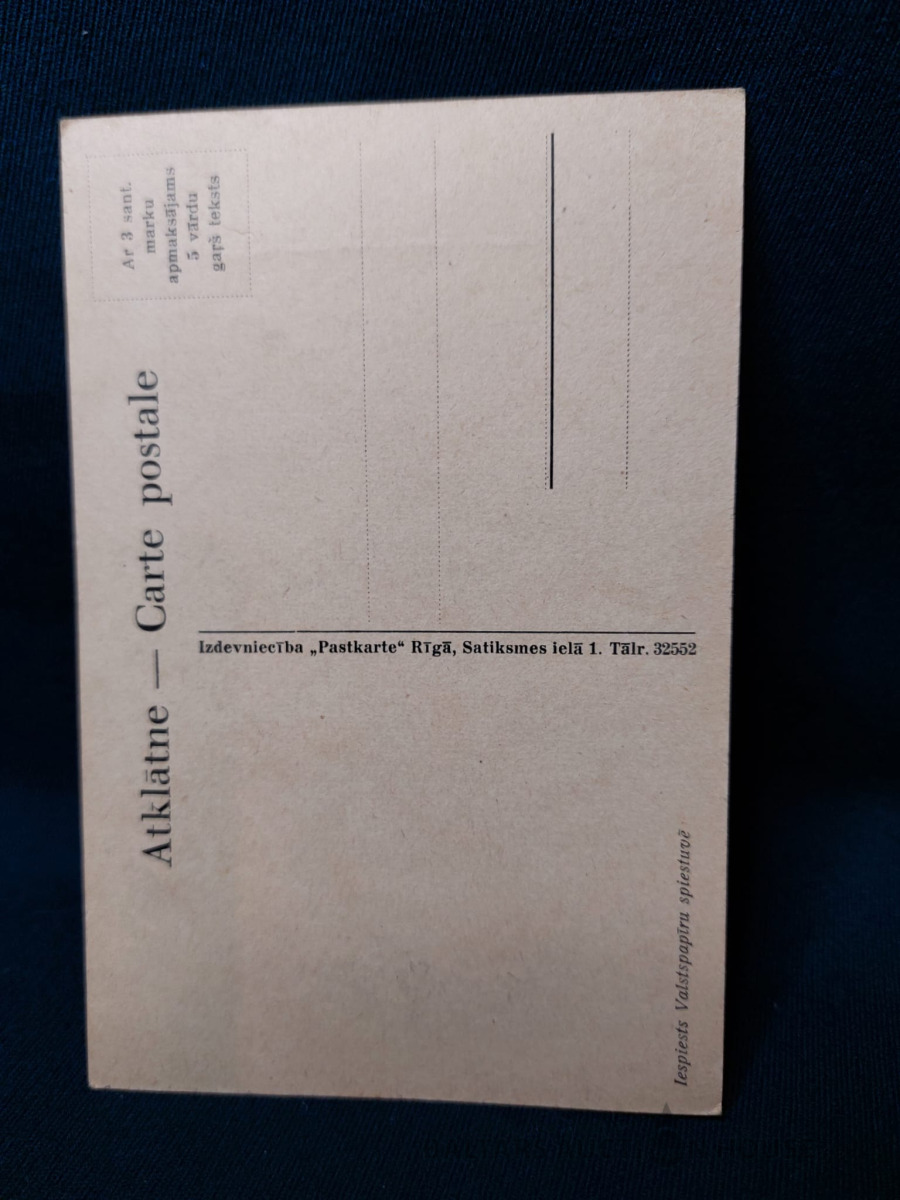 Atklātne — Carte postale
Ar 3 sant.
marku
apmaksājams
5 vārdu
gaŗš teksts
Izdevniecība „Pastkarte“ Rīgā, Satiksmes ielā 1. Tālr. 32552
Iespiests Valstspapīru spiestuvē